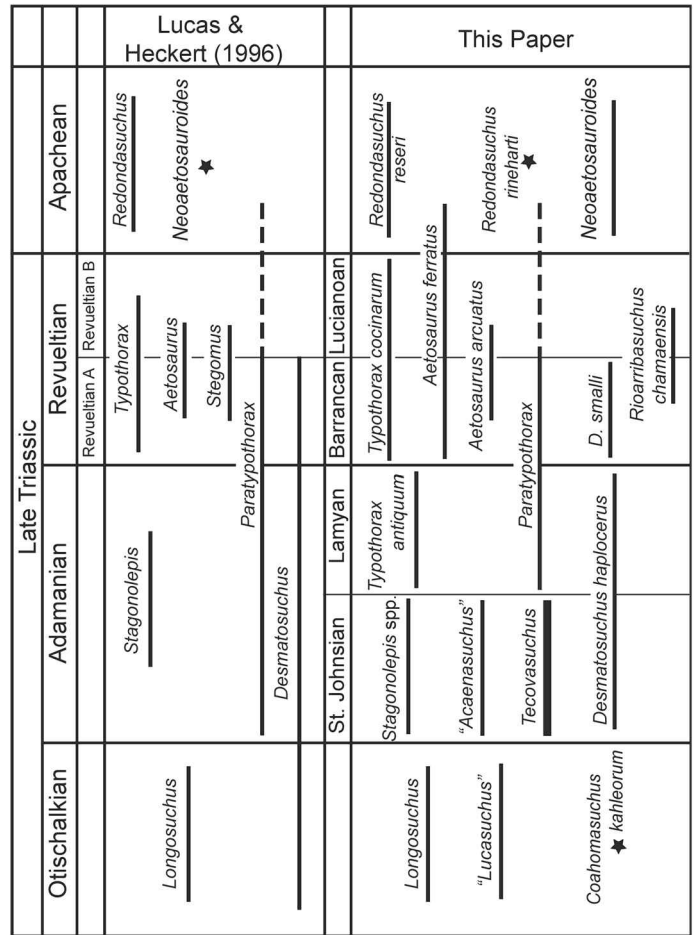 Lucas &
Heckert (1996)
This Paper
Late Triassic
Apachean
Revueltian
Adamanian
Otischalkian
Revueltian B
Revueltian A
Redondasuchus
Neoaetosauroides
Typothorax
Aetosaurus
Stegomus
Paratypothorax
Desmatosuchus
Stagonolepis
Longosuchus
Lucianoan
Barrancan
Lamyan
St. Johnsian
Redondasuchus
reseri
Redondasuchus
rineharti
Neoaetosauroides
Typothorax cocinarum
Aetosaurus ferratus
Aetosaurus arcuatus
Paratypothorax
D. smalli
Rioarribasuchus
chamaensis
Typothorax
antiquum
Desmatosuchus haplocerus
Stagonolepis spp.
"Acaenasuchus"
Tecovasuchus
Longosuchus
"Lucasuchus"
Coahomasuchus
kahleorum